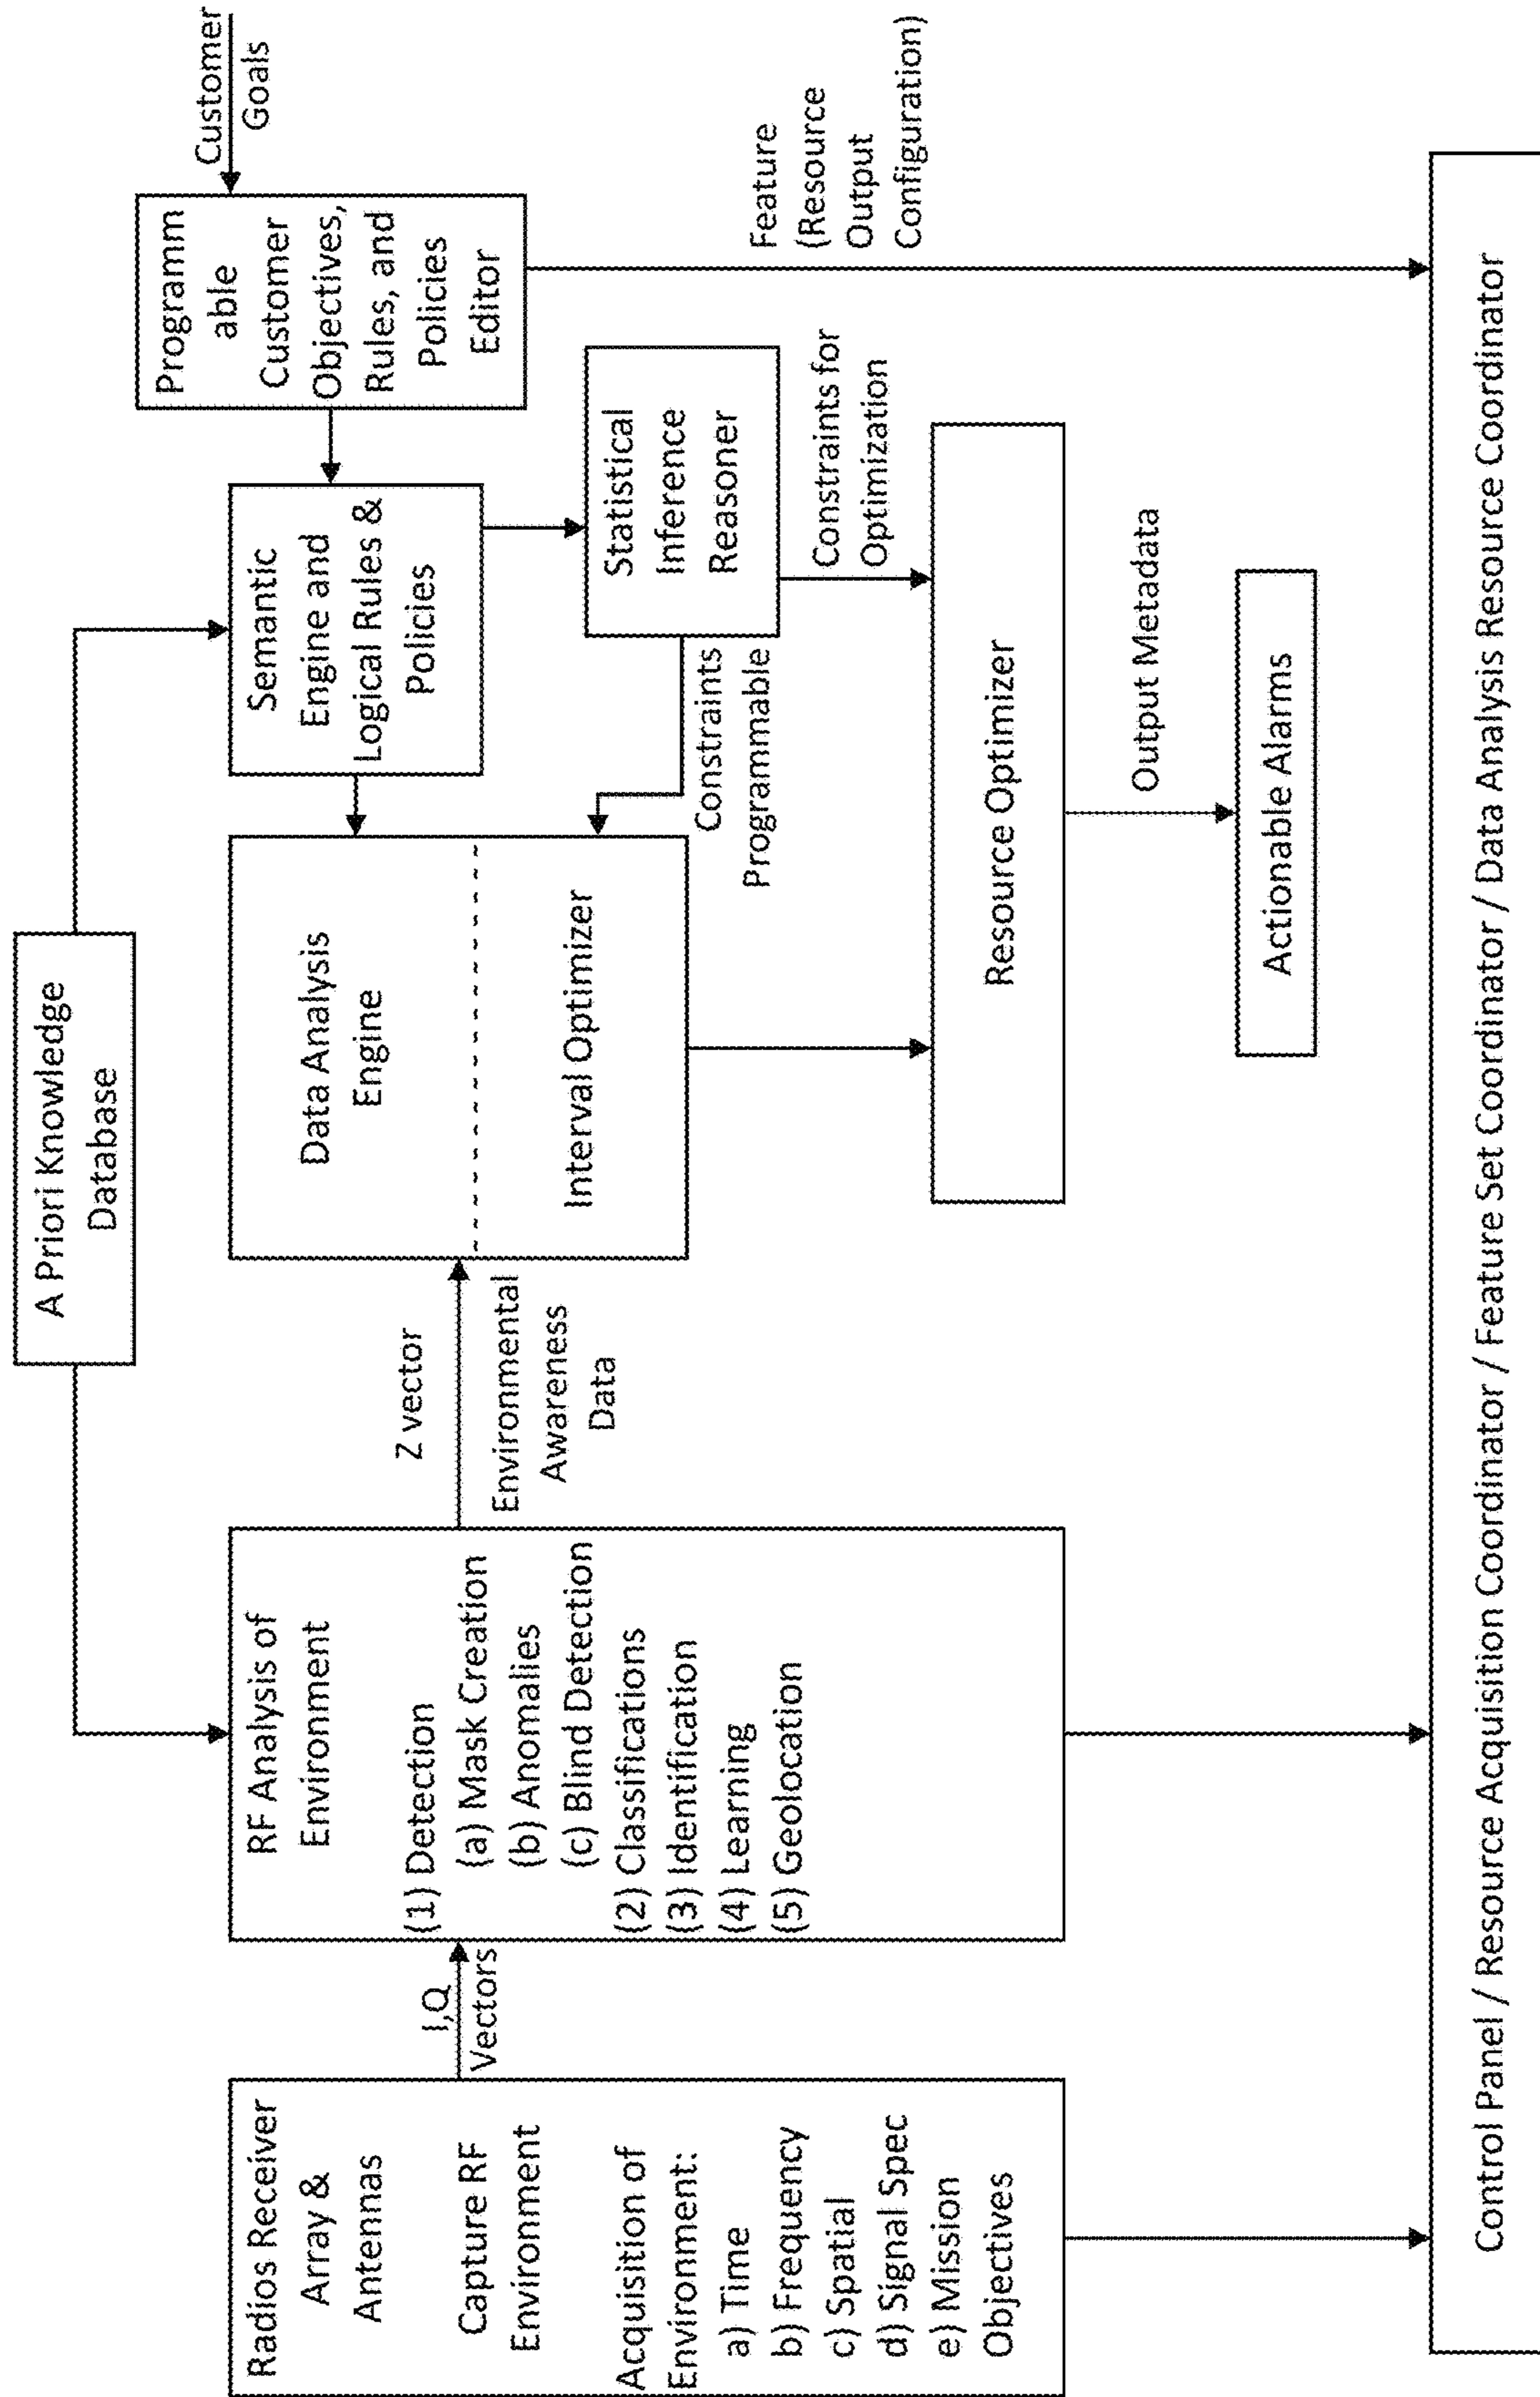 A Priori Knowledge
Database
Customer
Goals
Radios Receiver
Array &
Antennas
Capture RF
Environment
Acquisition of
Environment:
a) Time
b) Frequency
c) Spatial
d) Signal Spec
e) Mission
Objectives
I,Q
Vectors
RF Analysis of
Environment
(1) Detection
(a) Mask Creation
(b) Anomalies
(c) Blind Detection
(2) Classifications
(3) Identification
(4) Learning
(5) Geolocation
Z vector
Environmental
Awareness
Data
Data Analysis
Engine
Interval Optimizer
Semantic
Engine and
Logical Rules &
Policies
Programm
able
Customer
Objectives,
Rules, and
Policies
Editor
Statistical
Inference
Reasoner
Constraints
Programmable
Constraints for
Optimization
Feature
(Resource
Output
Configuration)
Resource Optimizer
Output Metadata
Actionable Alarms
Control Panel / Resource Acquisition Coordinator / Feature Set Coordinator / Data Analysis Resource Coordinator